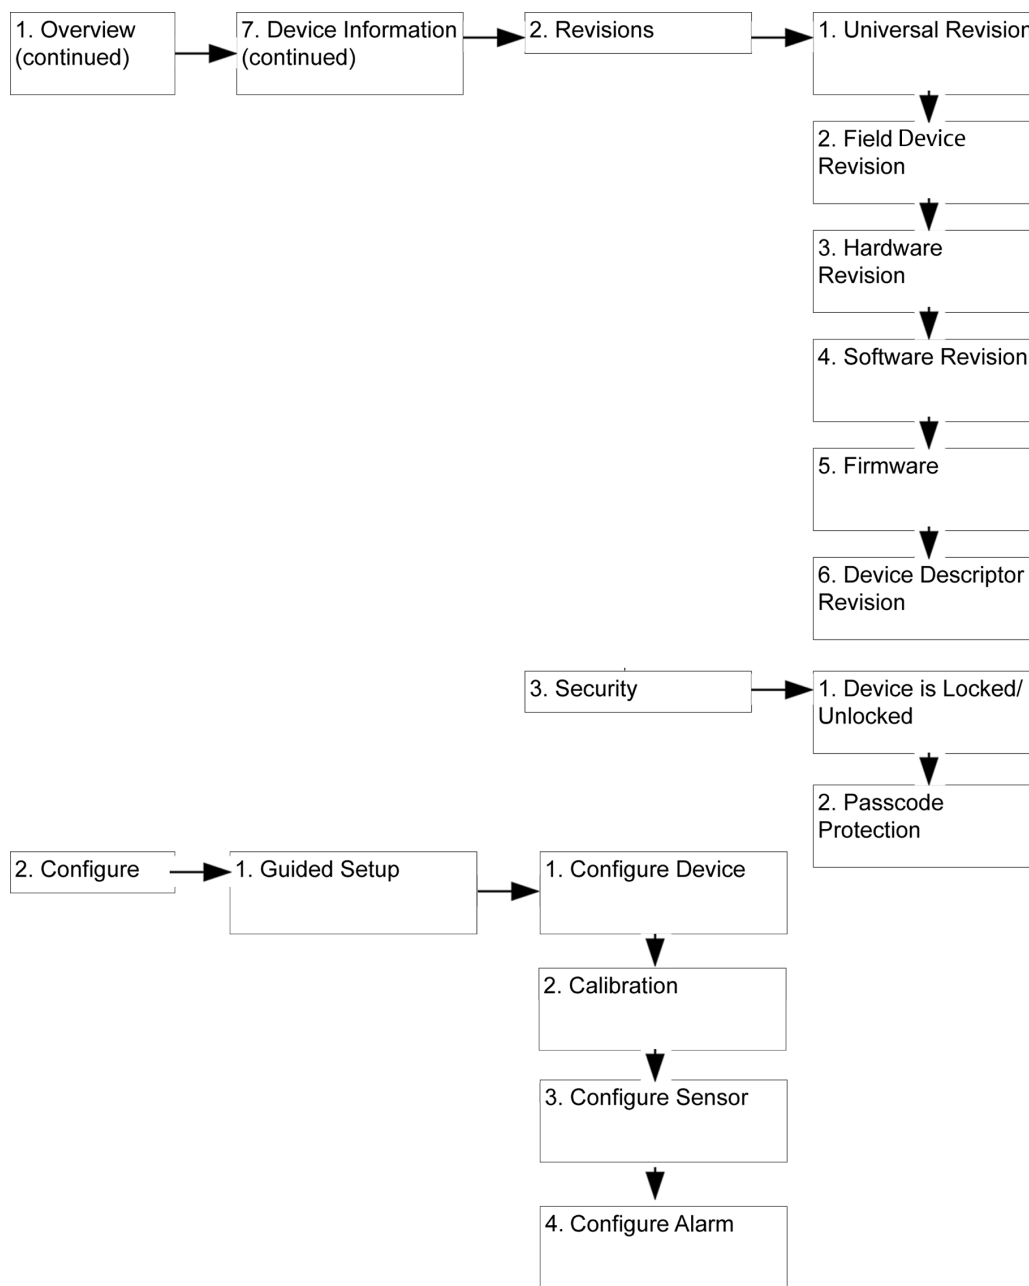 1. Overview
(continued)
7. Device Information
(continued)
2. Revisions
1. Universal Revision
2. Field Device
Revision
3. Hardware
Revision
4. Software Revision
5. Firmware
6. Device Descriptor
Revision
3. Security
1. Device is Locked/
Unlocked
2. Passcode
Protection
2. Configure
1. Guided Setup
1. Configure Device
2. Calibration
3. Configure Sensor
4. Configure Alarm